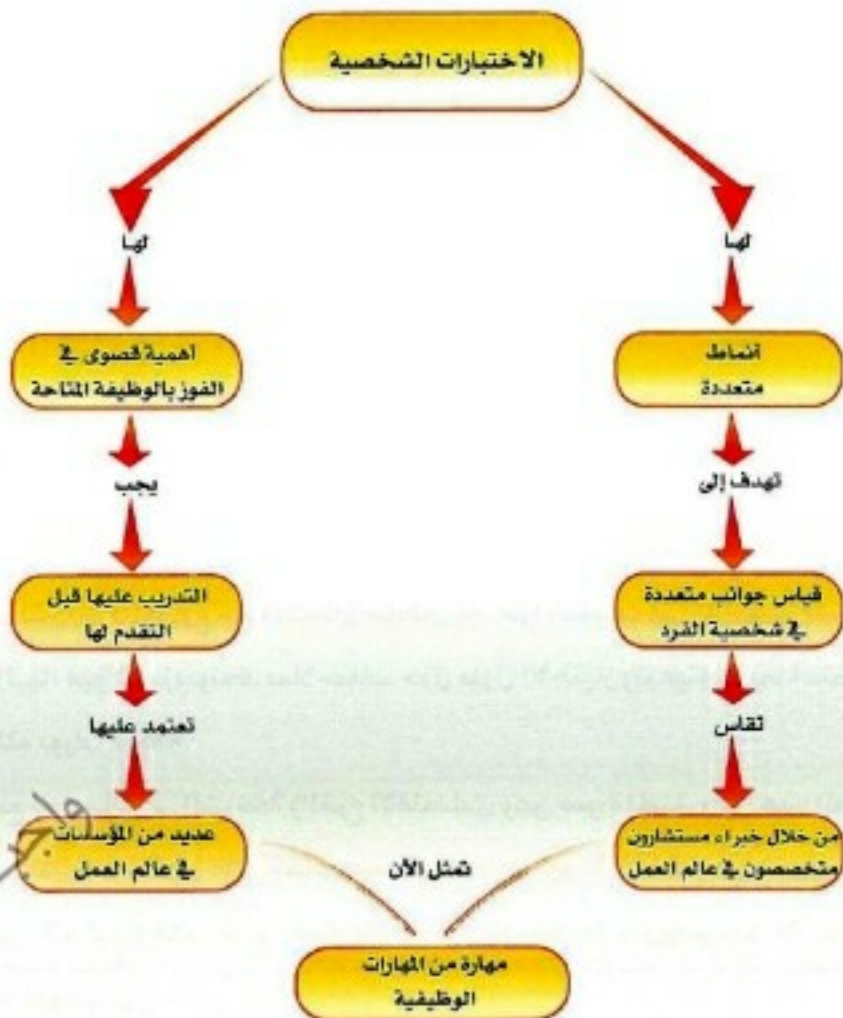 الاختبارات الشخصية
لها
أنماط
متعددة
تهدف إلى
قياس جوانب متعددة
في شخصية الفرد
تقاس
من خلال خبراء مستشارون
متخصصون في عالم العمل
لها
أهمية قصوى في
الفوز بالوظيفة المتاحة
يجب
التدريب عليها قبل
التقدم لها
تعتمد عليها
عديد من المؤسسات
في عالم العمل
تمثل الآن
مهارة من المهارات
الوظيفية